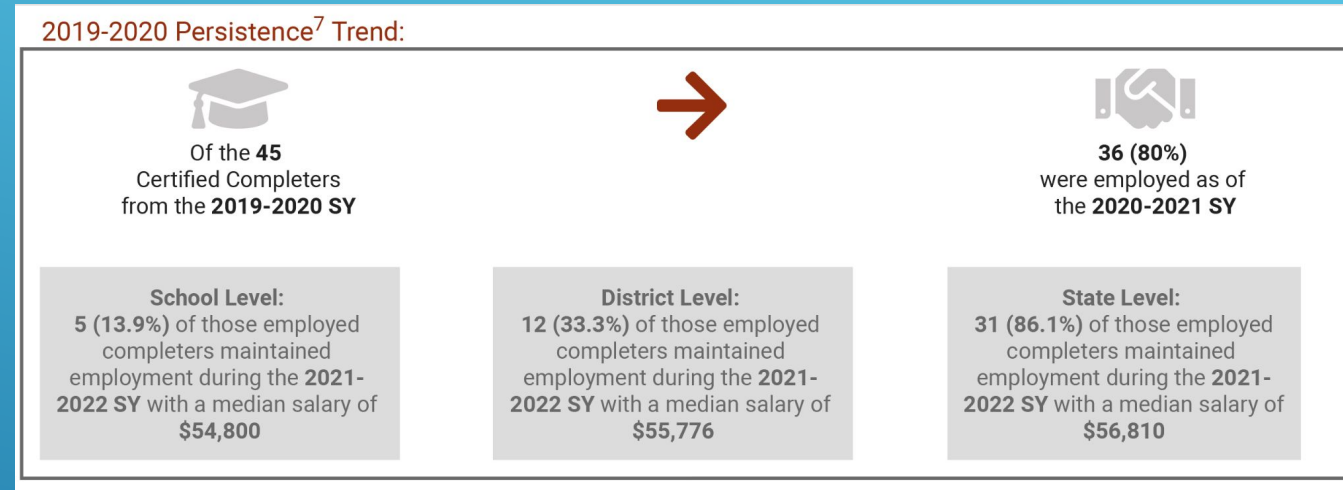 2019-2020 Persistence7 Trend:
Of the 45
Certified Completers
from the 2019-2020 SY
36 (80%)
were employed as of
the 2020-2021 SY
School Level:
5 (13.9%) of those employed
completers maintained
employment during the 2021-
2022 SY with a median salary of
$54,800
District Level:
12 (33.3%) of those employed
completers maintained
employment during the 2021-
2022 SY with a median salary of
$55,776
State Level:
31 (86.1%) of those employed
completers maintained
employment during the 2021-
2022 SY with a median salary of
$56,810